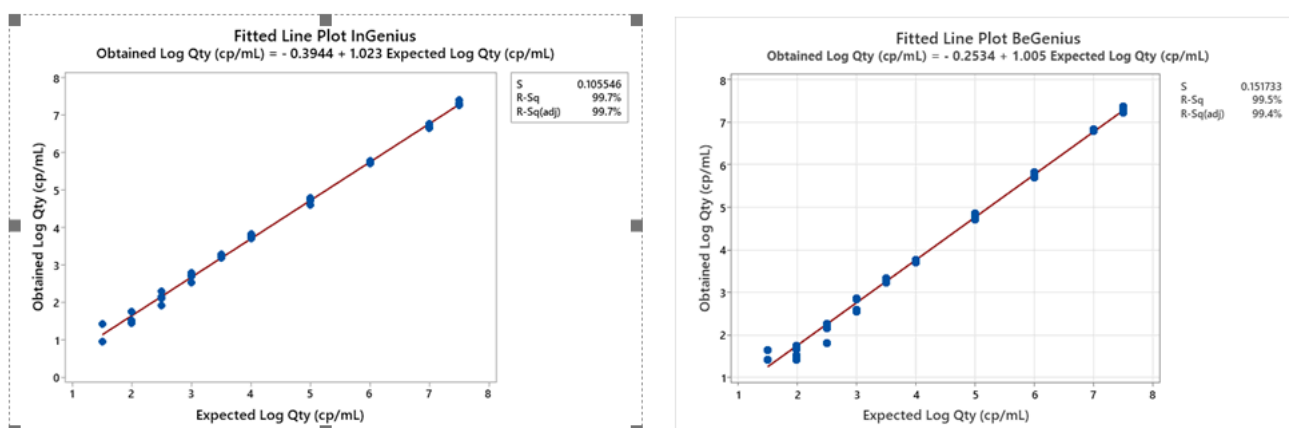 Fitted Line Plot InGenius
Obtained Log Qty (cp/mL) = - 0.3944 + 1.023 Expected Log Qty (cp/mL)
S 0.105546
R-Sq 99.7%
R-Sq(adj) 99.7%
Obtained Log Qty (cp/mL)
8
7
6
5
4
3
2
1
0
1 2 3 4 5 6 7 8
Expected Log Qty (cp/mL)
Fitted Line Plot BeGenius
Obtained Log Qty (cp/mL) = - 0.2534 + 1.005 Expected Log Qty (cp/mL)
S 0.151733
R-Sq 99.5%
R-Sq(adj) 99.4%
Obtained Log Qty (cp/mL)
8
7
6
5
4
3
2
1
1 2 3 4 5 6 7 8
Expected Log Qty (cp/mL)